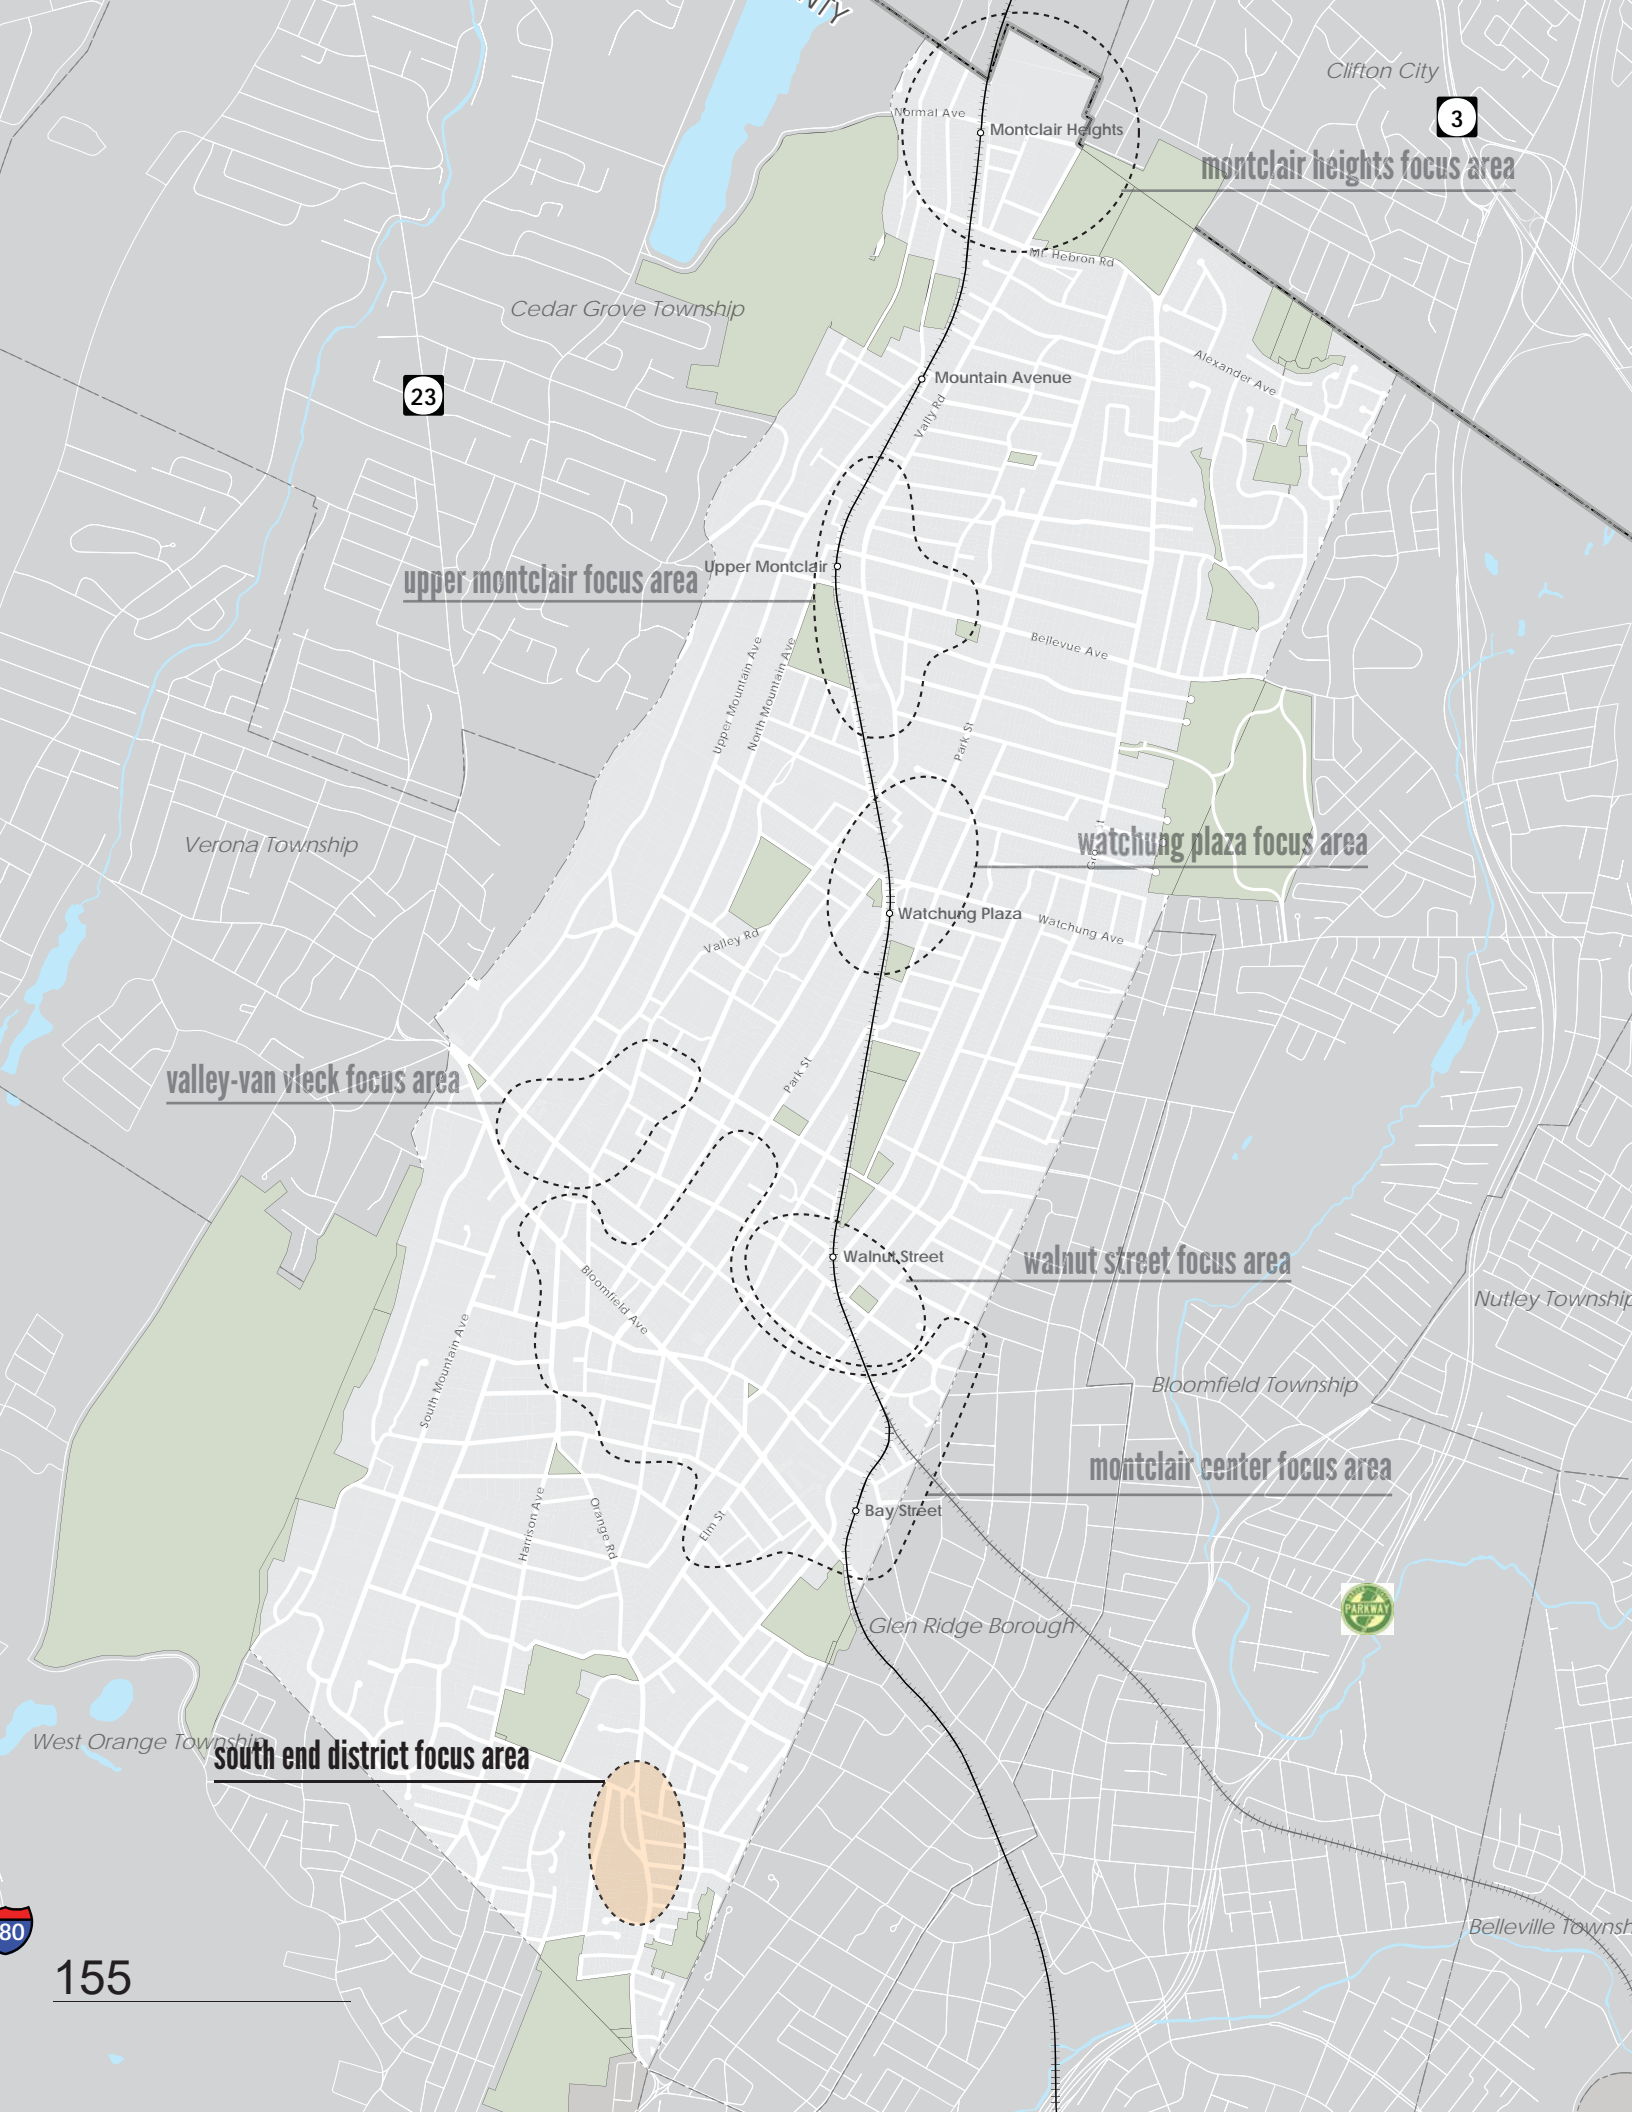 NTY
Clifton City
3
Normal Ave
Montclair Heights
montclair heights focus area
Mt. Hebron Rd
Cedar Grove Township
Alexander Ave
Mountain Avenue
23
Vally Rd
Upper Montclair
upper montclair focus area
Bellevue Ave
Upper Mountain Ave
North Mountain Ave
Park St
Verona Township
watchung plaza focus area
Watchung Plaza
Watchung Ave
Valley Rd
Park St
valley-van vleck focus area
Walnut Street
walnut street focus area
Bloomfield Ave
Nutley Township
South Mountain Ave
Bloomfield Township
montclair center focus area
Bay Street
Harrison Ave
Orange Rd
Elm St
PARKWAY
Glen Ridge Borough
West Orange Township
south end district focus area
80
Belleville Townsh
155